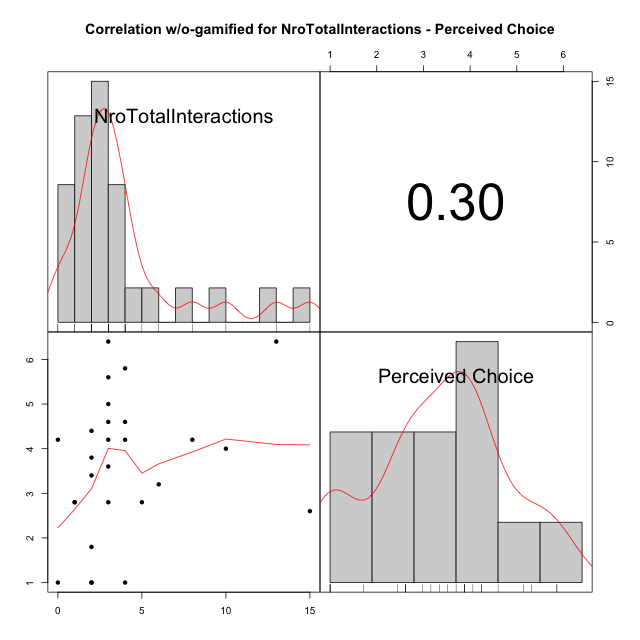 Correlation w/o-gamified for NroTotalInteractions - Perceived Choice
1 2 3 4 5 6
NroTotalInteractions
0.30
15
10
5
0
Perceived Choice
6
5
4
3
2
1
0 5 10 15